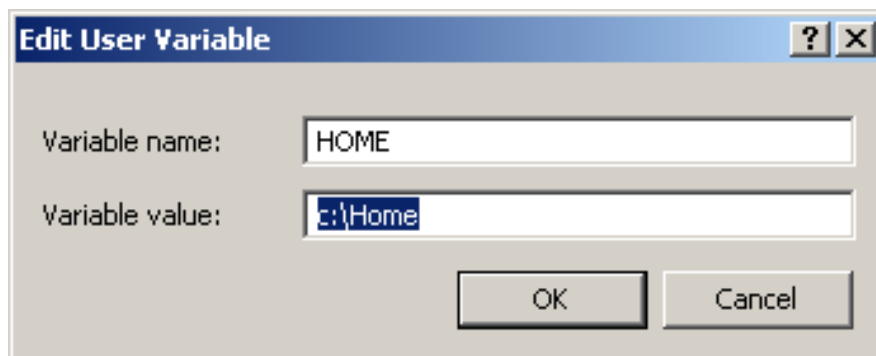 Edit User Variable
Variable name: HOME
Variable value: c:\Home
OK Cancel